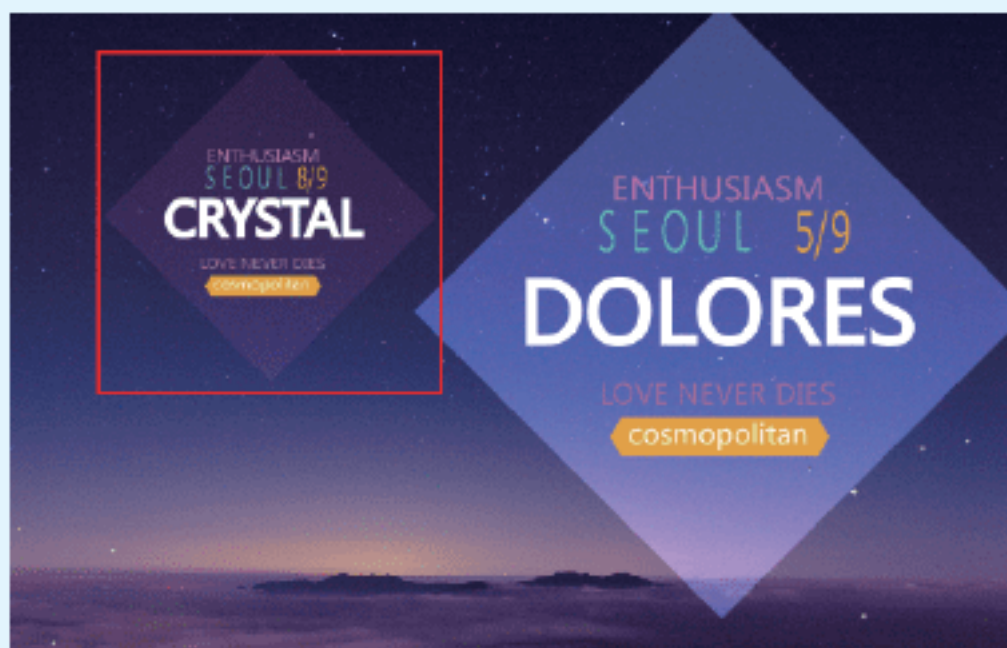 ENTHUSIASM
SEOUL 8/9
CRYSTAL
LOVE NEVER DIES
cosmopolitan
ENTHUSIASM
SEOUL 5/9
DOLORES
LOVE NEVER DIES
cosmopolitan